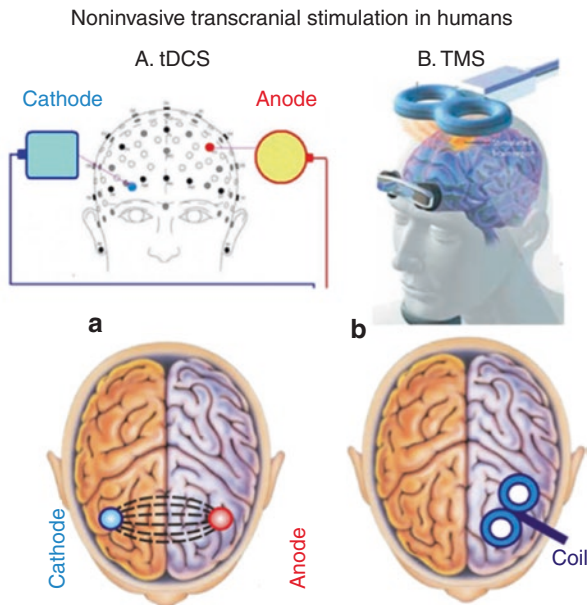 Noninvasive transcranial stimulation in humans
A. tDCS
B. TMS
Cathode
Anode
a
b
Cathode
Anode
Coil